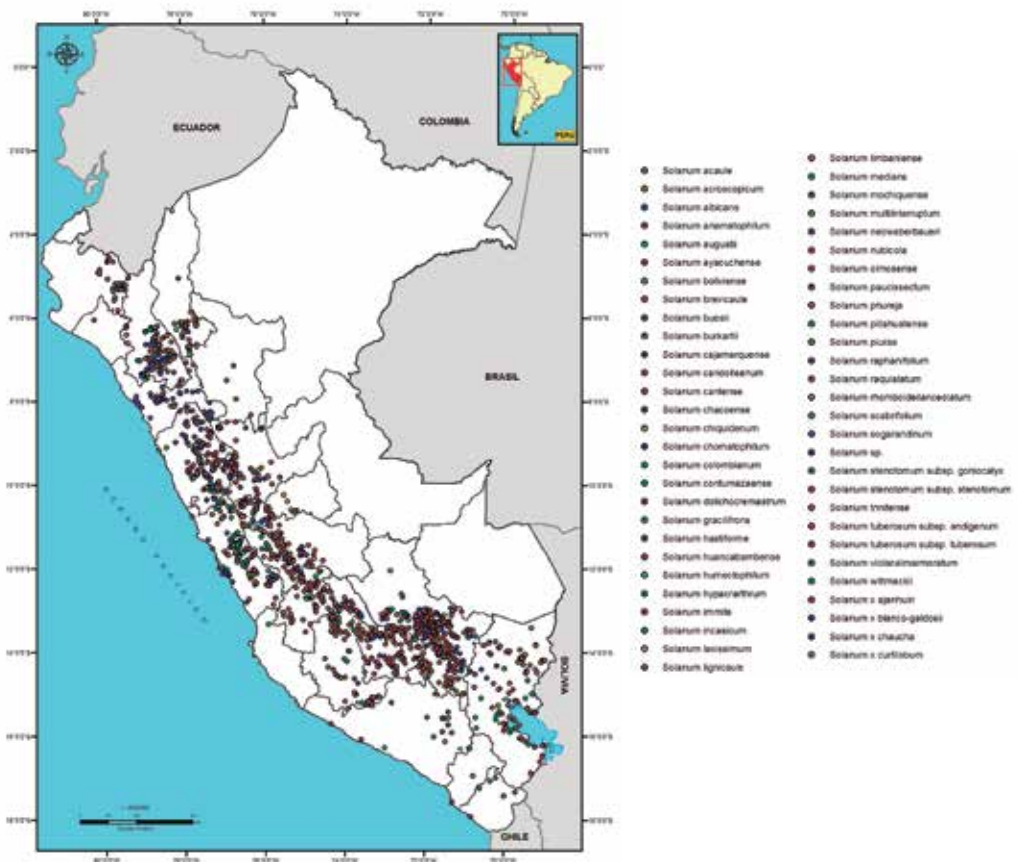 ECUADOR
COLOMBIA
PERU
BRASIL
BOLIVIA
CHILE
Solanum acaule
Solanum acroscopicum
Solanum albicans
Solanum anomatophilum
Solanum augustii
Solanum ayacuchense
Solanum boliviense
Solanum brevicaule
Solanum buesii
Solanum burkartii
Solanum cajamarquense
Solanum candolleanum
Solanum cantense
Solanum chacoense
Solanum chiquidenum
Solanum chomatophilum
Solanum colombianum
Solanum contumazaense
Solanum dolichocremastrum
Solanum gracilifrons
Solanum hastiforme
Solanum huancabambense
Solanum humectophilum
Solanum hypacrarthrum
Solanum immite
Solanum incasicum
Solanum laxissimum
Solanum lignicaule
Solanum limbaniense
Solanum medians
Solanum mochiquense
Solanum multiinterruptum
Solanum neoweberbaueri
Solanum nubicola
Solanum olmosense
Solanum paucissectum
Solanum phureja
Solanum pillahuatense
Solanum piurae
Solanum raphanifolium
Solanum raquialatum
Solanum rhomboideilanceolatum
Solanum scabrifolium
Solanum sogarandinum
Solanum sp.
Solanum stenotomum subsp. goniocalyx
Solanum stenotomum subsp. stenotomum
Solanum trinitense
Solanum tuberosum subsp. andigenum
Solanum tuberosum subsp. tuberosum
Solanum violaceimarmoratum
Solanum wittmackii
Solanum x ajanhuiri
Solanum x blanco-galdosii
Solanum x chaucha
Solanum x curtilobum